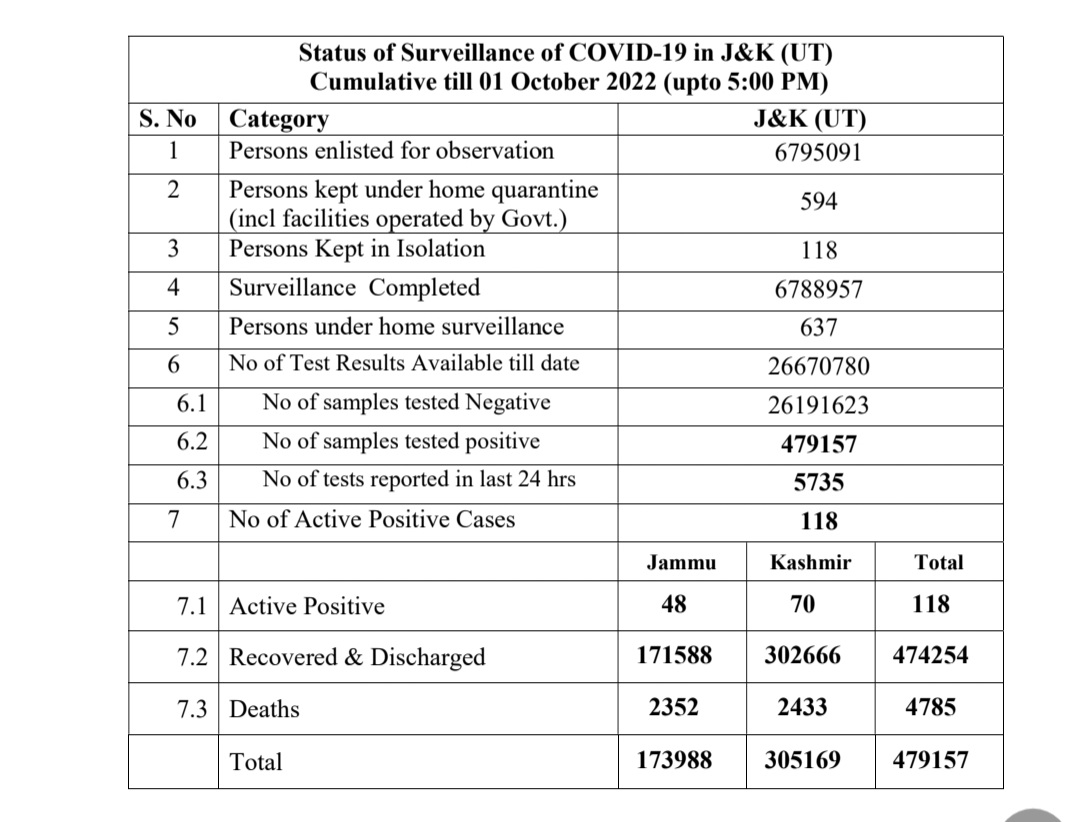 Status of Surveillance of COVID-19 in J&K (UT)
Cumulative till 01 October 2022 (upto 5:00 PM)
S. No Category J&K (UT)
1 Persons enlisted for observation 6795091
2 Persons kept under home quarantine
(incl facilities operated by Govt.) 594
3 Persons Kept in Isolation 118
4 Surveillance Completed 6788957
5 Persons under home surveillance 637
6 No of Test Results Available till date 26670780
6.1 No of samples tested Negative 26191623
6.2 No of samples tested positive 479157
6.3 No of tests reported in last 24 hrs 5735
7 No of Active Positive Cases 118
Jammu Kashmir Total
7.1 Active Positive 48 70 118
7.2 Recovered & Discharged 171588 302666 474254
7.3 Deaths 2352 2433 4785
Total 173988 305169 479157